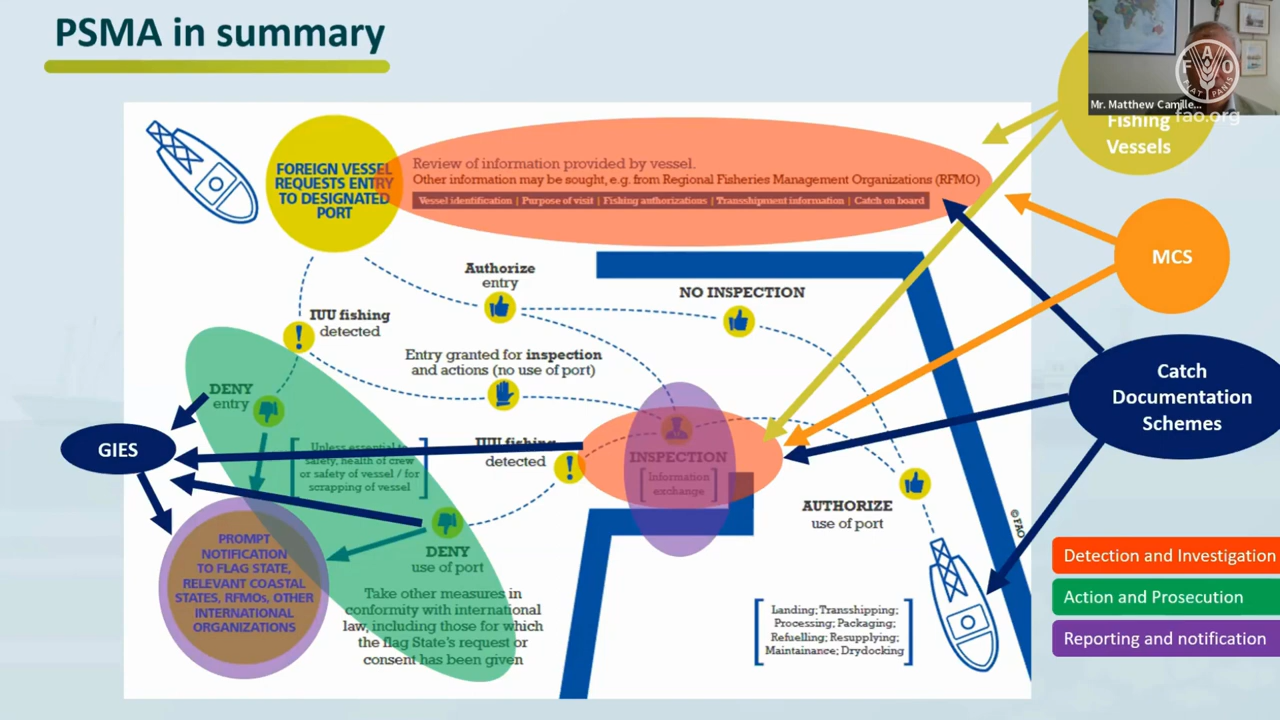 PSMA in summary
Mr. Matthew Camille...
F A O
FIAT PANIS
fao.org
Fishing
Vessels
FOREIGN VESSEL
REQUESTS ENTRY
TO DESIGNATED
PORT
Review of information provided by vessel.
Other information may be sought, e.g. from Regional Fisheries Management Organizations (RFMO)
Vessel identification | Purpose of visit | Fishing authorizations | Transshipment information | Catch on board
MCS
Authorize
entry
NO INSPECTION
IUU fishing
detected
Entry granted for inspection
and actions (no use of port)
Catch
Documentation
Schemes
DENY
entry
GIES
Unless essential to
safety, health of crew
or safety of vessel / for
scrapping of vessel
IUU fishing
detected
INSPECTION
Information
exchange
AUTHORIZE
use of port
© FAO
PROMPT
NOTIFICATION
TO FLAG STATE,
RELEVANT COASTAL
STATES, RFMOs, OTHER
INTERNATIONAL
ORGANIZATIONS
DENY
use of port
Take other measures in
conformity with international
law, including those for which
the flag State's request or
consent has been given
Landing; Transshipping;
Processing; Packaging;
Refuelling; Resupplying;
Maintainance; Drydocking
Detection and Investigation
Action and Prosecution
Reporting and notification